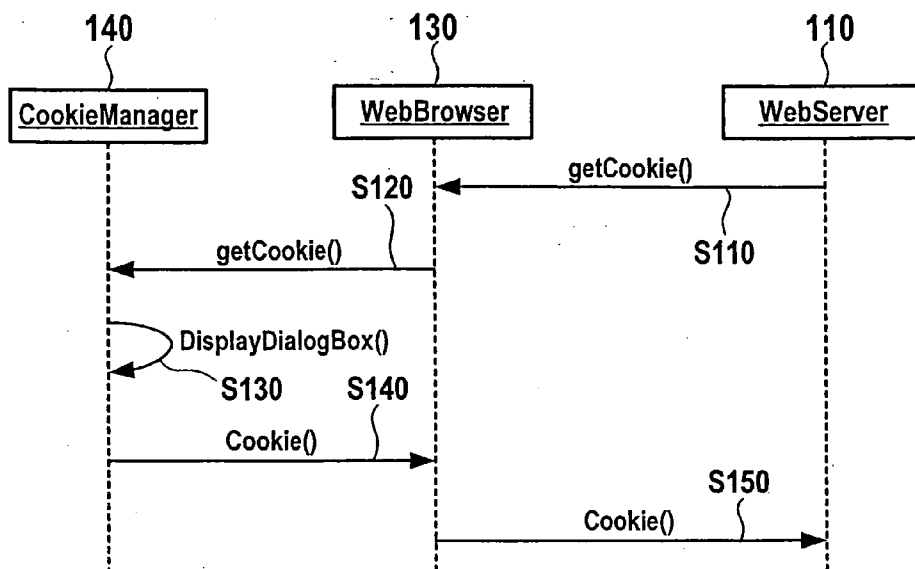 140
130
110
CookieManager
WebBrowser
WebServer
getCookie()
S120
S110
getCookie()
DisplayDialogBox()
S130
S140
Cookie()
S150
Cookie()